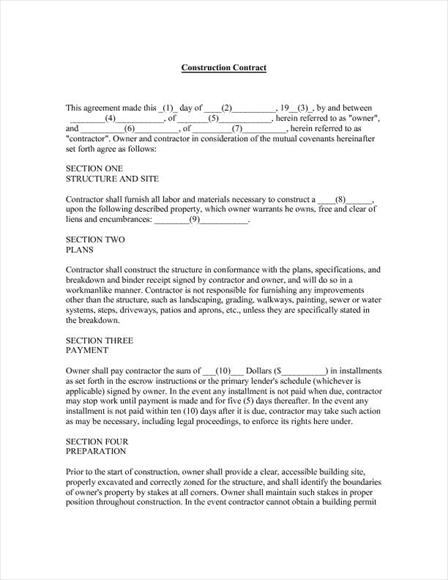 Construction Contract
This agreement made this _(1)_ day of ____(2)__________, 19__(3)_, by and between
________(4)___________, of ______(5)____________, herein referred to as "owner",
and __________(6)_________, of ________(7)___________, herein referred to as
"contractor". Owner and contractor in consideration of the mutual covenants hereinafter
set forth agree as follows:
SECTION ONE
STRUCTURE AND SITE
Contractor shall furnish all labor and materials necessary to construct a ____(8)______,
upon the following described property, which owner warrants he owns, free and clear of
liens and encumbrances: ________(9)___________.
SECTION TWO
PLANS
Contractor shall construct the structure in conformance with the plans, specifications, and
breakdown and binder receipt signed by contractor and owner, and will do so in a
workmanlike manner. Contractor is not responsible for furnishing any improvements
other than the structure, such as landscaping, grading, walkways, painting, sewer or water
systems, steps, driveways, patios and aprons, etc., unless they are specifically stated in
the breakdown.
SECTION THREE
PAYMENT
Owner shall pay contractor the sum of ___(10)___ Dollars ($__________) in installments
as set forth in the escrow instructions or the primary lender's schedule (whichever is
applicable) signed by owner. In the event any installment is not paid when due, contractor
may stop work until payment is made and for five (5) days thereafter. In the event any
installment is not paid within ten (10) days after it is due, contractor may take such action
as may be necessary, including legal proceedings, to enforce its rights here under.
SECTION FOUR
PREPARATION
Prior to the start of construction, owner shall provide a clear, accessible building site,
properly excavated and correctly zoned for the structure, and shall identify the boundaries
of owner's property by stakes at all corners. Owner shall maintain such stakes in proper
position throughout construction. In the event contractor cannot obtain a building permit